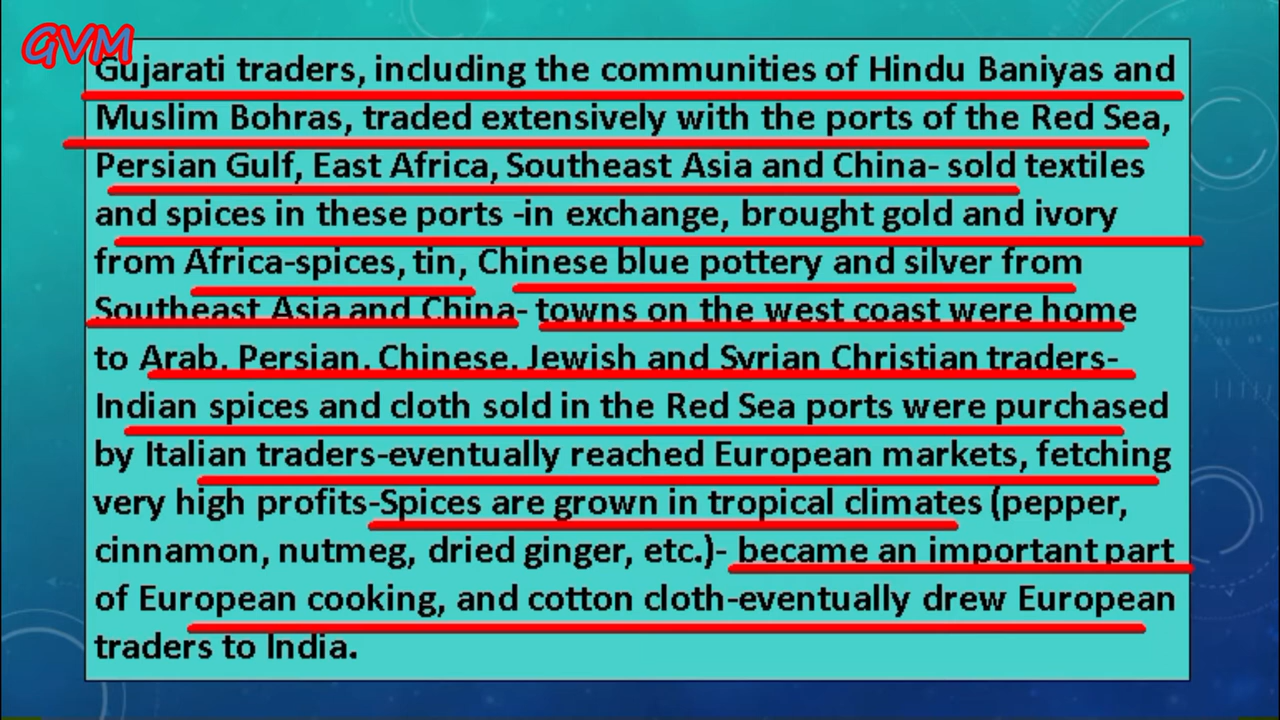 GVM
Gujarati traders, including the communities of Hindu Baniyas and
Muslim Bohras, traded extensively with the ports of the Red Sea,
Persian Gulf, East Africa, Southeast Asia and China- sold textiles
and spices in these ports -in exchange, brought gold and ivory
from Africa-spices, tin, Chinese blue pottery and silver from
Southeast Asia and China- towns on the west coast were home
to Arab, Persian, Chinese, Jewish and Syrian Christian traders-
Indian spices and cloth sold in the Red Sea ports were purchased
by Italian traders-eventually reached European markets, fetching
very high profits-Spices are grown in tropical climates (pepper,
cinnamon, nutmeg, dried ginger, etc.)- became an important part
of European cooking, and cotton cloth-eventually drew European
traders to India.